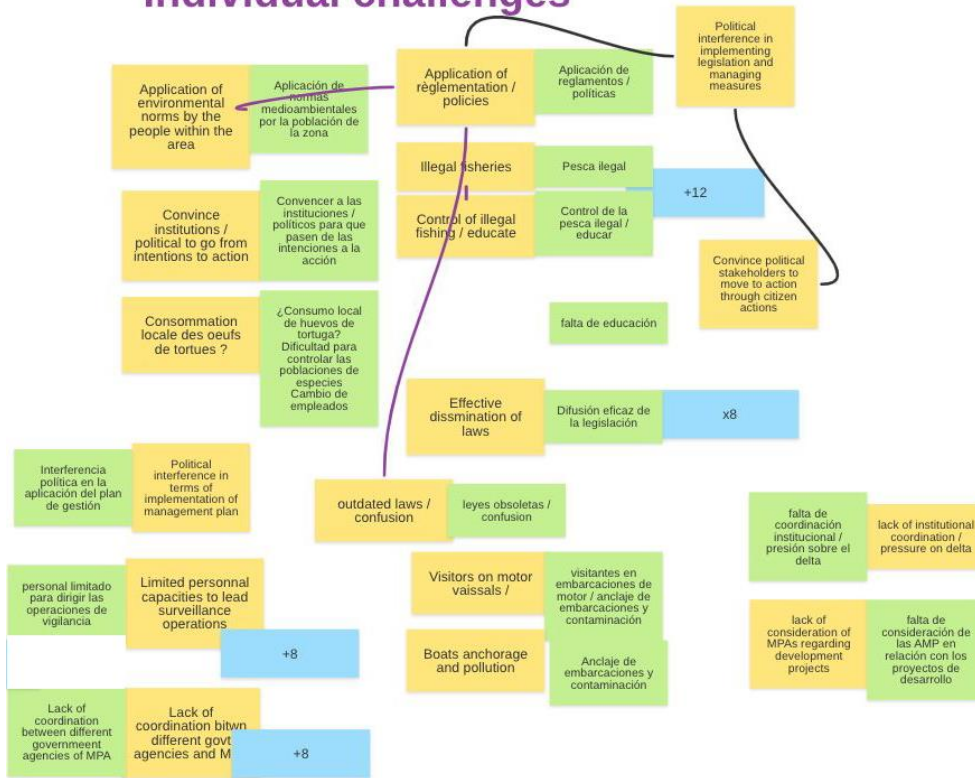 Individual challenges
Political
interference in
implementing
legislation and
managing
measures
Application of
environmental
norms by the
people within the
area
Aplicación de
normas
medioambientales
por la población de
la zona
Application of
règlementation /
policies
Aplicación de
reglamentos /
políticas
Illegal fisheries
Pesca ilegal
+12
Convince
institutions /
political to go from
intentions to action
Convencer a las
instituciones /
políticos para que
pasen de las
intenciones a la
acción
Control of illegal
fishing / educate
Control de la
pesca ilegal /
educar
Convince political
stakeholders to
move to action
through citizen
actions
Consommation
locale des oeufs
de tortues ?
¿Consumo local
de huevos de
tortuga?
Dificultad para
controlar las
poblaciones de
especies
Cambio de
empleados
falta de educación
Effective
dissmination of
laws
Difusión eficaz de
la legislación
x8
Interferencia
política en la
aplicación del plan
de gestión
Political
interference in
terms of
implementation of
management plan
outdated laws /
confusion
leyes obsoletas /
confusion
falta de
coordinación
institucional /
presión sobre el
delta
lack of institutional
coordination /
pressure on delta
personal limitado
para dirigir las
operaciones de
vigilancia
Limited personnal
capacities to lead
surveillance
operations
+8
Visitors on motor
vaissals /
visitantes en
embarcaciones de
motor / anclaje de
embarcaciones y
contaminación
Boats anchorage
and pollution
Anclaje de
embarcaciones y
contaminación
lack of
consideration of
MPAs regarding
development
projects
falta de
consideración de
las AMP en
relación con los
proyectos de
desarrollo
Lack of
coordination
between different
governmeent
agencies of MPA
Lack of
coordination bitwn
different govt
agencies and
+8